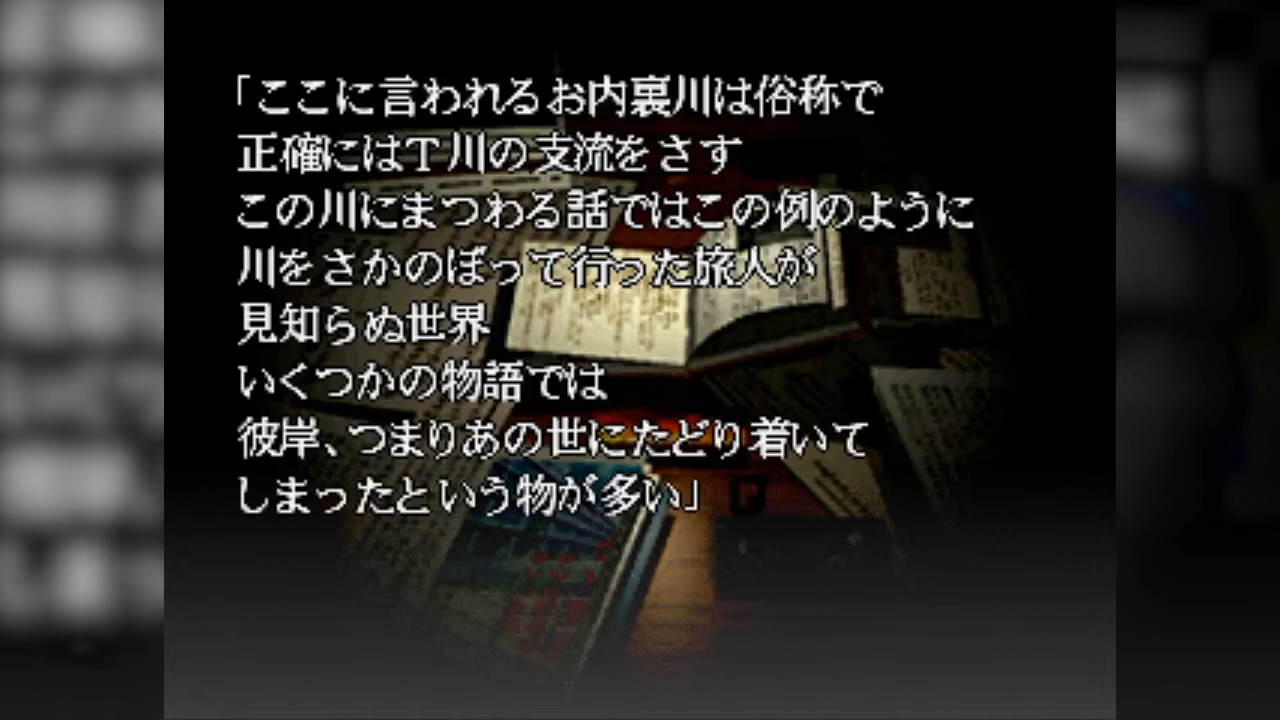 「ここに言われるお内裏川は俗称で
正確にはT川の支流をさす
この川にまつわる話ではこの例のように
川をさかのぼって行った旅人が
見知らぬ世界
いくつかの物語では
彼岸、つまりあの世にたどり着いて
しまったという物が多い」